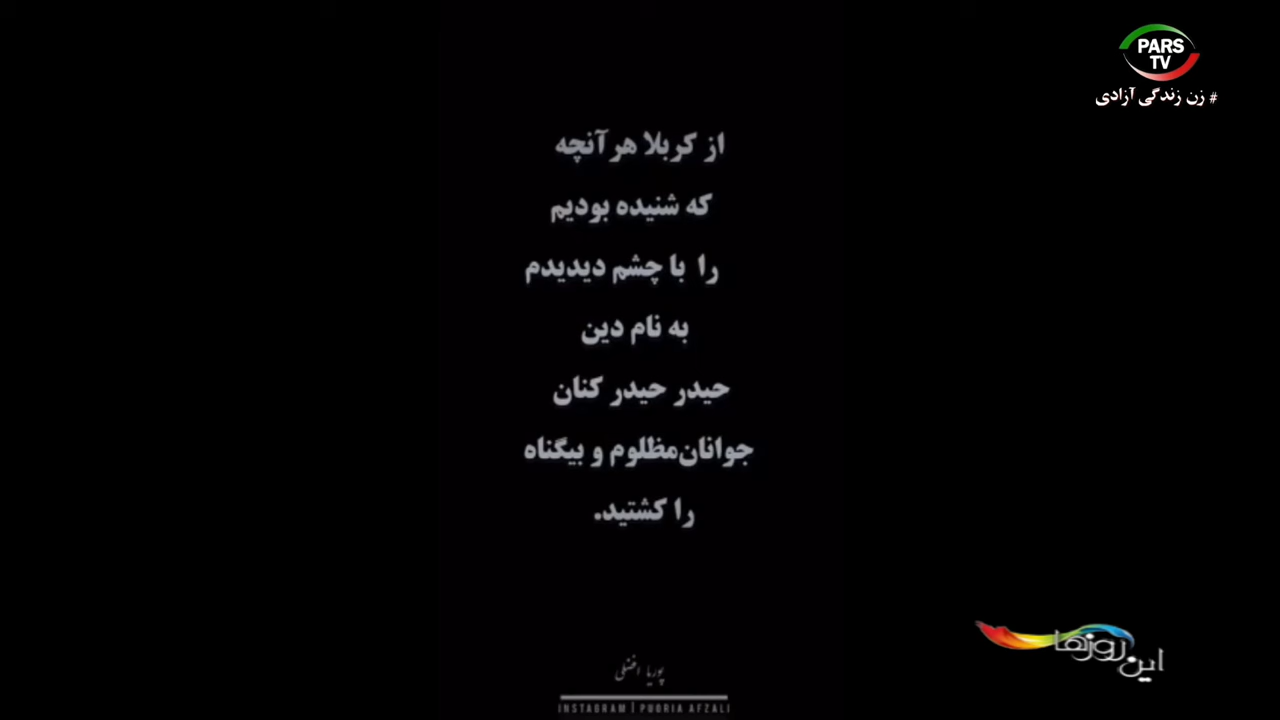 PARS
TV
# زن زندگی آزادی
از کربلا هرآنچه
که شنیده بودیم
را با چشم دیدیدم
به نام دین
حیدر حیدر کنان
جوانان‌مظلوم و بیگناه
را کشتید.
این روزها
پوریا افضلی
INSTAGRAM | PUORIA AFZALI